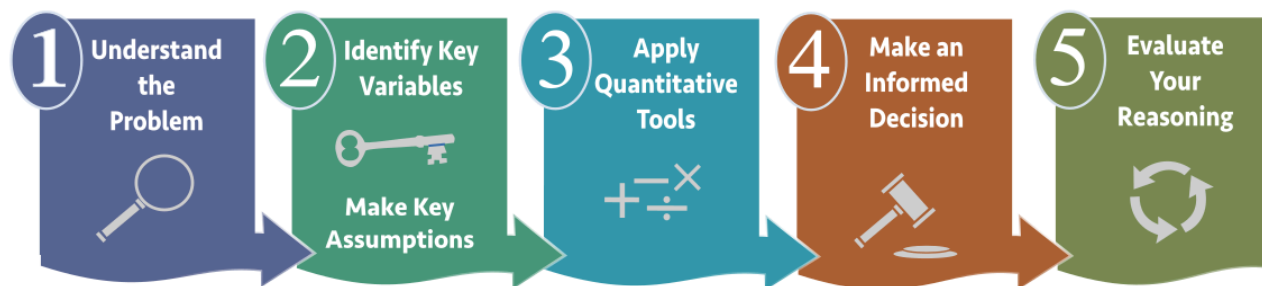 1
Understand
the
Problem
2
Identify Key
Variables
Make Key
Assumptions
3
Apply
Quantitative
Tools
4
Make an
Informed
Decision
5
Evaluate
Your
Reasoning